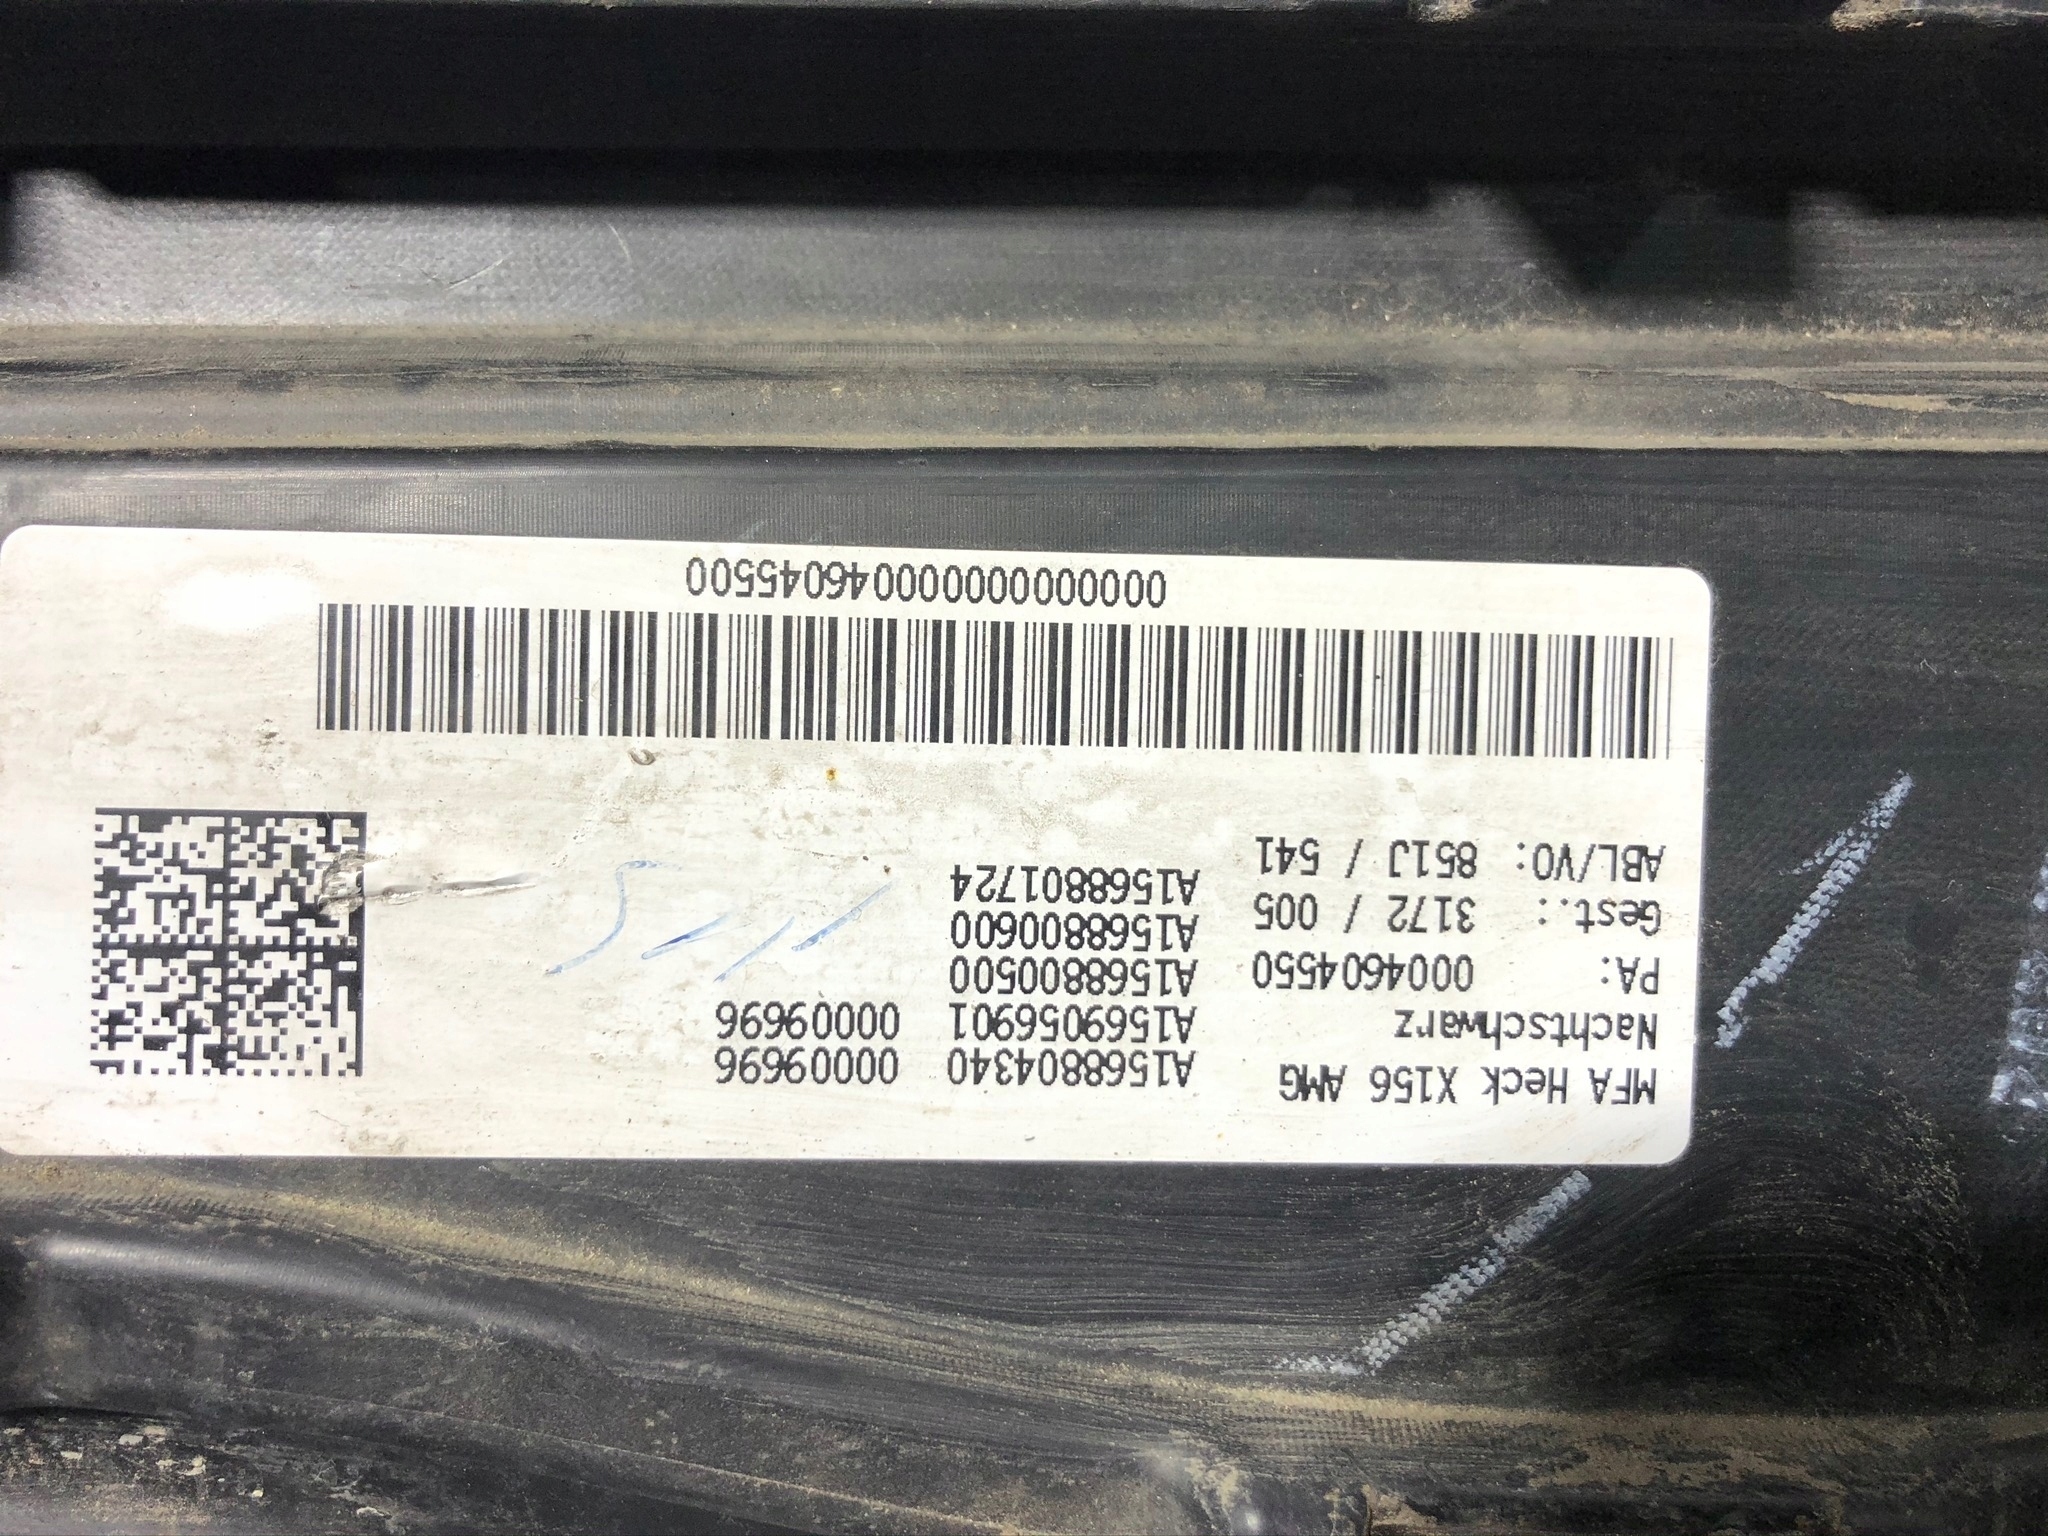 MFA Heck X156 AMG
Nachtschwarz
PA: 0004604550
Gest.: 3172 / 005
ABL/VO: 851J / 541
A1568804340 00009696
A1569056901 00009696
A1568800500
A1568800600
A1568801724
00000000000046045500